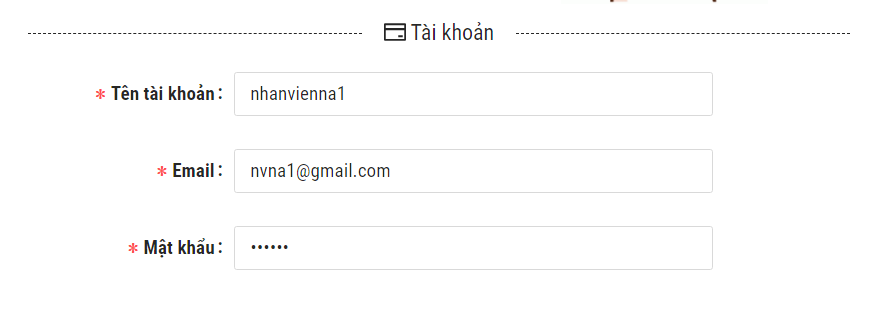 Tài khoản
* Tên tài khoản:
nhanvienna1
* Email:
nvna1@gmail.com
* Mật khẩu:
••••••